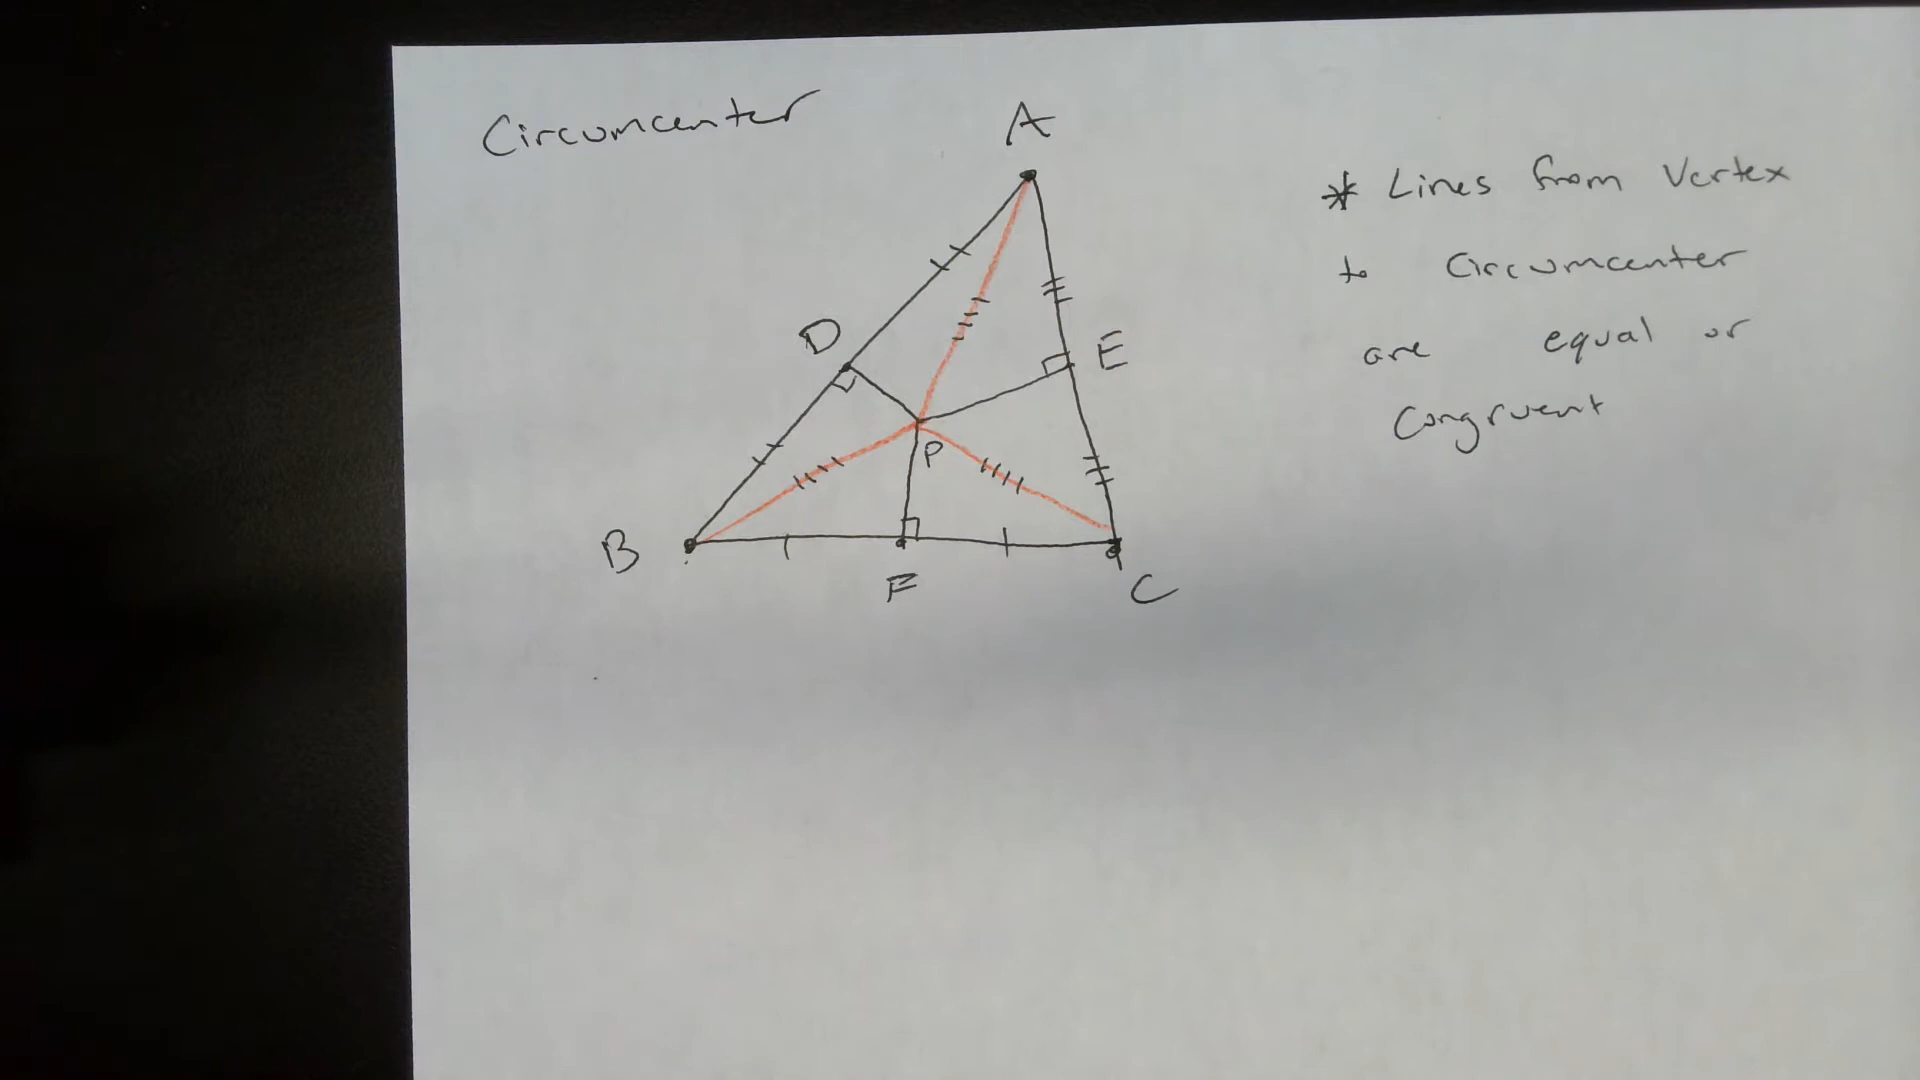 Circumcenter
A
* Lines from Vertex
to Circumcenter
are equal or
Congruent
D
E
P
B
F
C